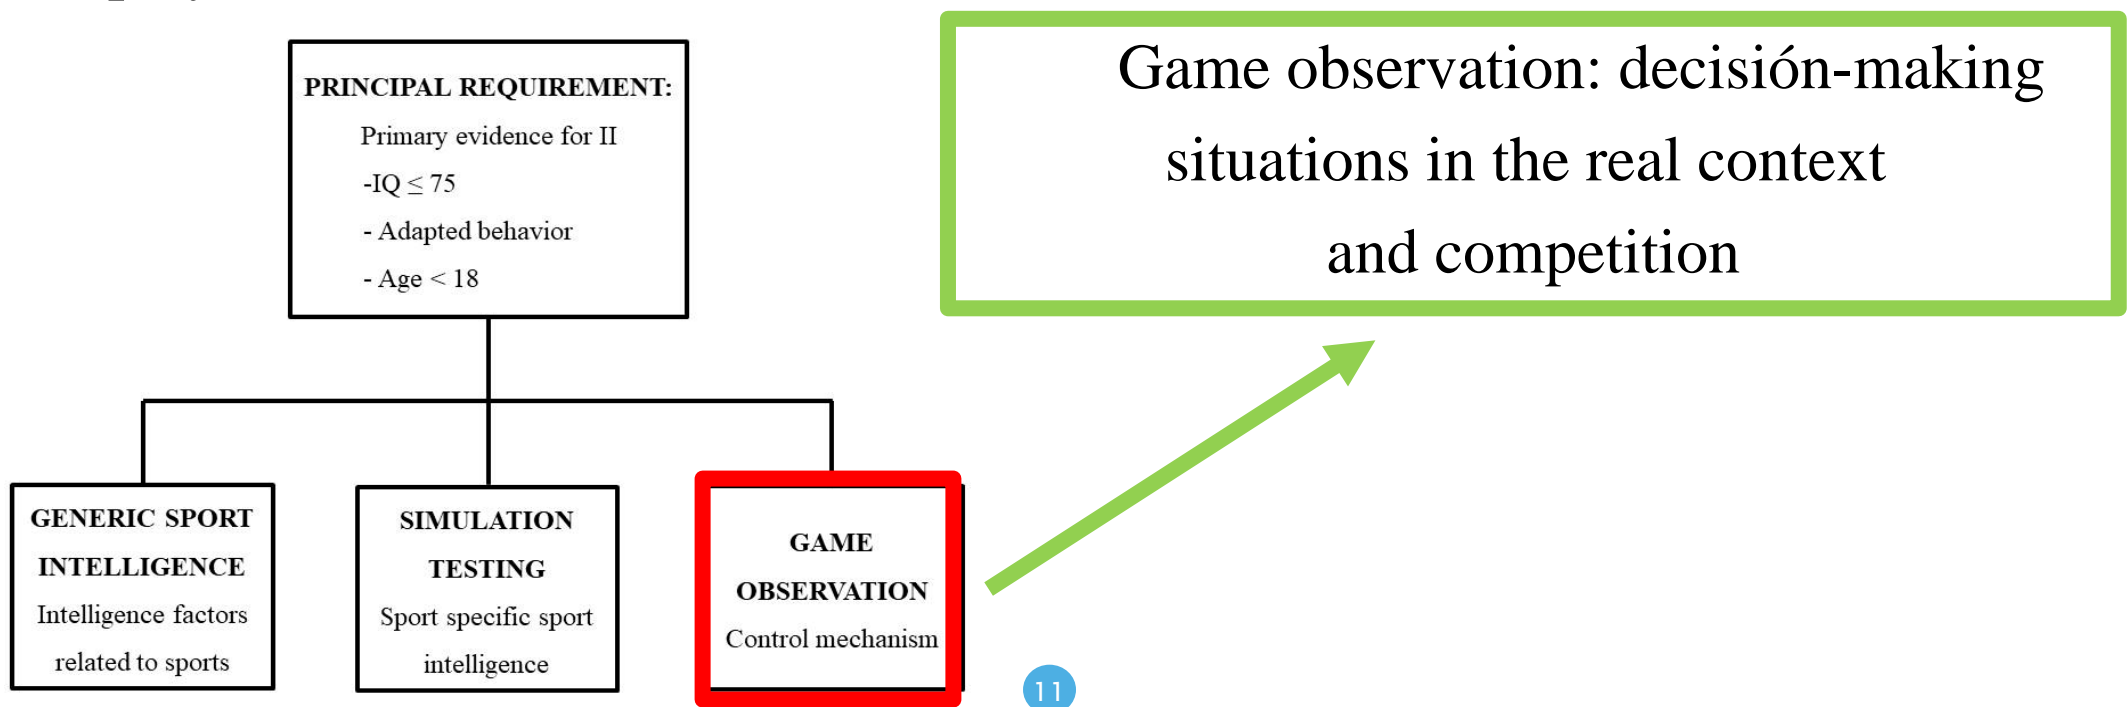 PRINCIPAL REQUIREMENT:
Primary evidence for II
-IQ ≤ 75
- Adapted behavior
- Age < 18
Game observation: decisión-making
situations in the real context
and competition
GENERIC SPORT
INTELLIGENCE
Intelligence factors
related to sports
SIMULATION
TESTING
Sport specific sport
intelligence
GAME
OBSERVATION
Control mechanism
11